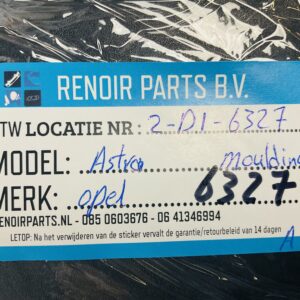 RENOIR PARTS B.V.
TW LOCATIE NR: 2-D1-6327
MODEL: Astra moulding
MERK: opel 6327
RENOIRPARTS.NL - 085 0603676 - 06 41346994
LETOP: Na het verwijderen van de sticker vervalt de garantie/retourbeleid van 14 dagen
A